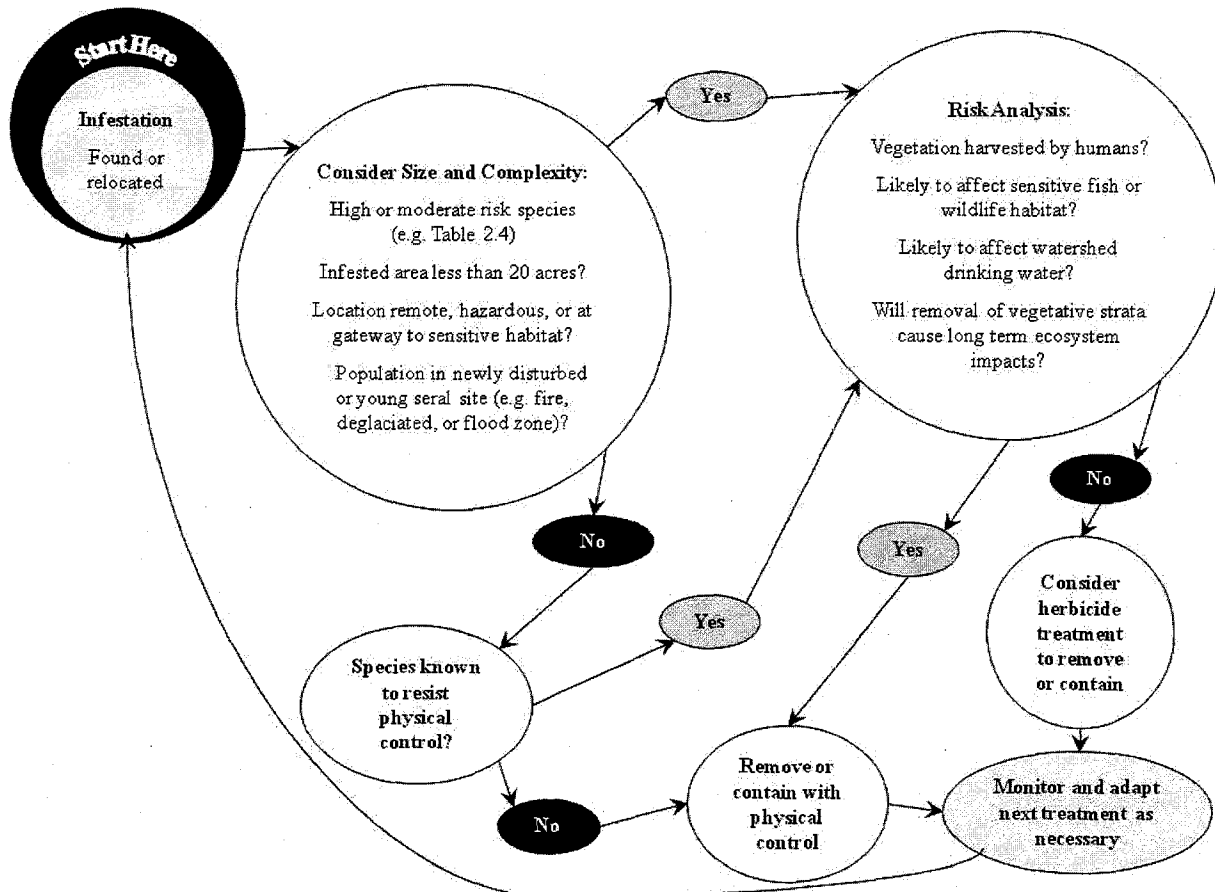 Start Here
Infestation
Found or
relocated
Consider Size and Complexity:
High or moderate risk species
(e.g. Table 2.4)
Infested area less than 20 acres?
Location remote, hazardous, or at
gateway to sensitive habitat?
Population in newly disturbed
or young seral site (e.g. fire,
deglaciated, or flood zone)?
Yes
Risk Analysis:
Vegetation harvested by humans?
Likely to affect sensitive fish or
wildlife habitat?
Likely to affect watershed
drinking water?
Will removal of vegetative strata
cause long term ecosystem
impacts?
No
Species known
to resist
physical
control?
Yes
No
Yes
Remove or
contain with
physical
control
No
Consider
herbicide
treatment
to remove
or contain
Monitor and adapt
next treatment as
necessary